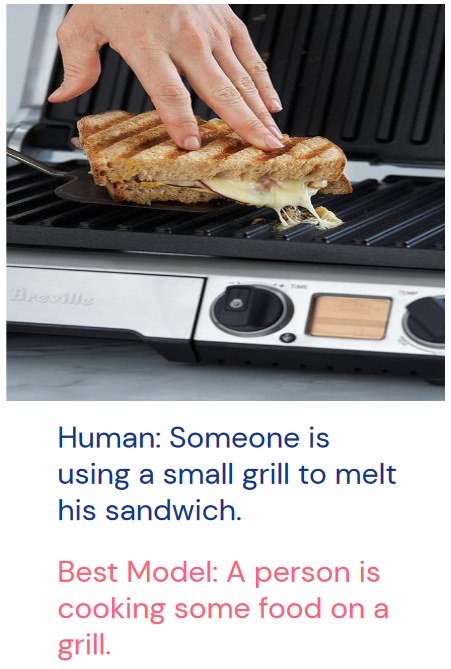 Breville
TIME
TEMP
Human: Someone is
using a small grill to melt
his sandwich.
Best Model: A person is
cooking some food on a
grill.